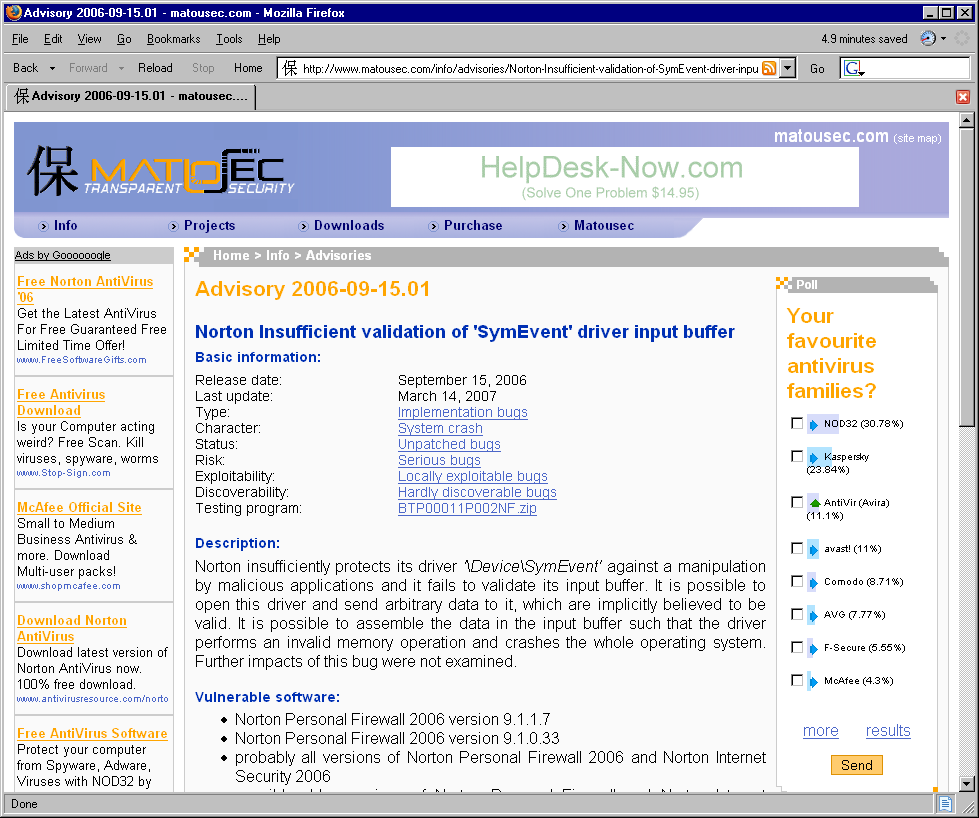 Advisory 2006-09-15.01 - matousec.com - Mozilla Firefox
File Edit View Go Bookmarks Tools Help
4.9 minutes saved
Back Forward Reload Stop Home
保 http://www.matousec.com/info/advisories/Norton-Insufficient-validation-of-SymEvent-driver-inpu
Go
G
保 Advisory 2006-09-15.01 - matousec....
matousec.com (site map)
保 MATOUSEC
TRANSPARENT SECURITY
HelpDesk-Now.com
(Solve One Problem $14.95)
Info Projects Downloads Purchase Matousec
Ads by Goooooogle
Free Norton AntiVirus
'06
Get the Latest AntiVirus
For Free Guaranteed Free
Limited Time Offer!
www.FreeSoftwareGifts.com
Free Antivirus
Download
Is your Computer acting
weird? Free Scan. Kill
viruses, spyware, worms
www.Stop-Sign.com
McAfee Official Site
Small to Medium
Business Antivirus &
more. Download
Multi-user packs!
www.shopmcafee.com
Download Norton
AntiVirus
Download latest version of
Norton AntiVirus now.
100% free download.
www.antivirusresource.com/norto
Free AntiVirus Software
Protect your computer
from Spyware, Adware,
Viruses with NOD32 by
Home > Info > Advisories
Advisory 2006-09-15.01
Norton Insufficient validation of 'SymEvent' driver input buffer
Basic information:
Release date: September 15, 2006
Last update: March 14, 2007
Type: Implementation bugs
Character: System crash
Status: Unpatched bugs
Risk: Serious bugs
Exploitability: Locally exploitable bugs
Discoverability: Hardly discoverable bugs
Testing program: BTP00011P002NF.zip
Description:
Norton insufficiently protects its driver '\Device\SymEvent' against a manipulation
by malicious applications and it fails to validate its input buffer. It is possible to
open this driver and send arbitrary data to it, which are implicitly believed to be
valid. It is possible to assemble the data in the input buffer such that the driver
performs an invalid memory operation and crashes the whole operating system.
Further impacts of this bug were not examined.
Vulnerable software:
• Norton Personal Firewall 2006 version 9.1.1.7
• Norton Personal Firewall 2006 version 9.1.0.33
• probably all versions of Norton Personal Firewall 2006 and Norton Internet
Security 2006
Poll
Your
favourite
antivirus
families?
NOD32 (30.78%)
Kaspersky
(23.84%)
AntiVir (Avira)
(11.1%)
avast! (11%)
Comodo (8.71%)
AVG (7.77%)
F-Secure (5.55%)
McAfee (4.3%)
more results
Send
Done